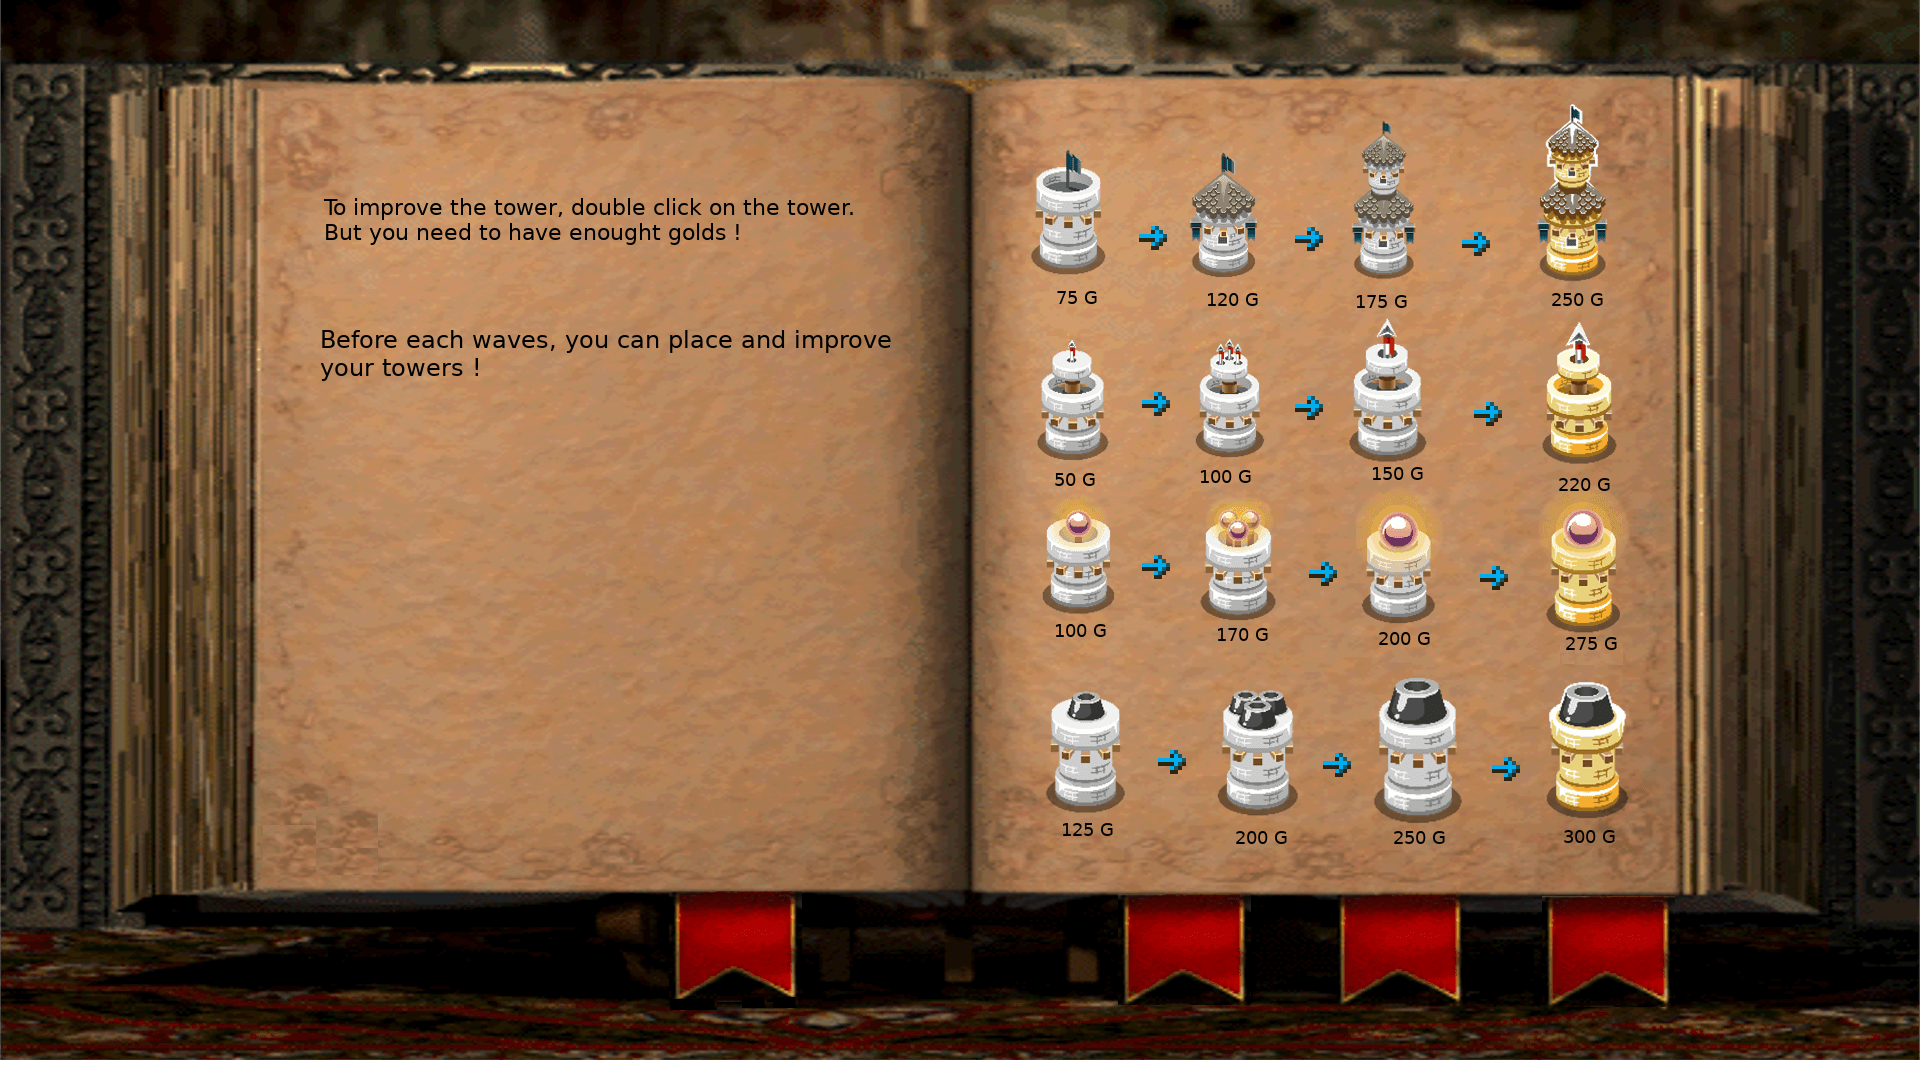 To improve the tower, double click on the tower.
But you need to have enought golds !
Before each waves, you can place and improve
your towers !
75 G
120 G
175 G
250 G
50 G
100 G
150 G
220 G
100 G
170 G
200 G
275 G
125 G
200 G
250 G
300 G